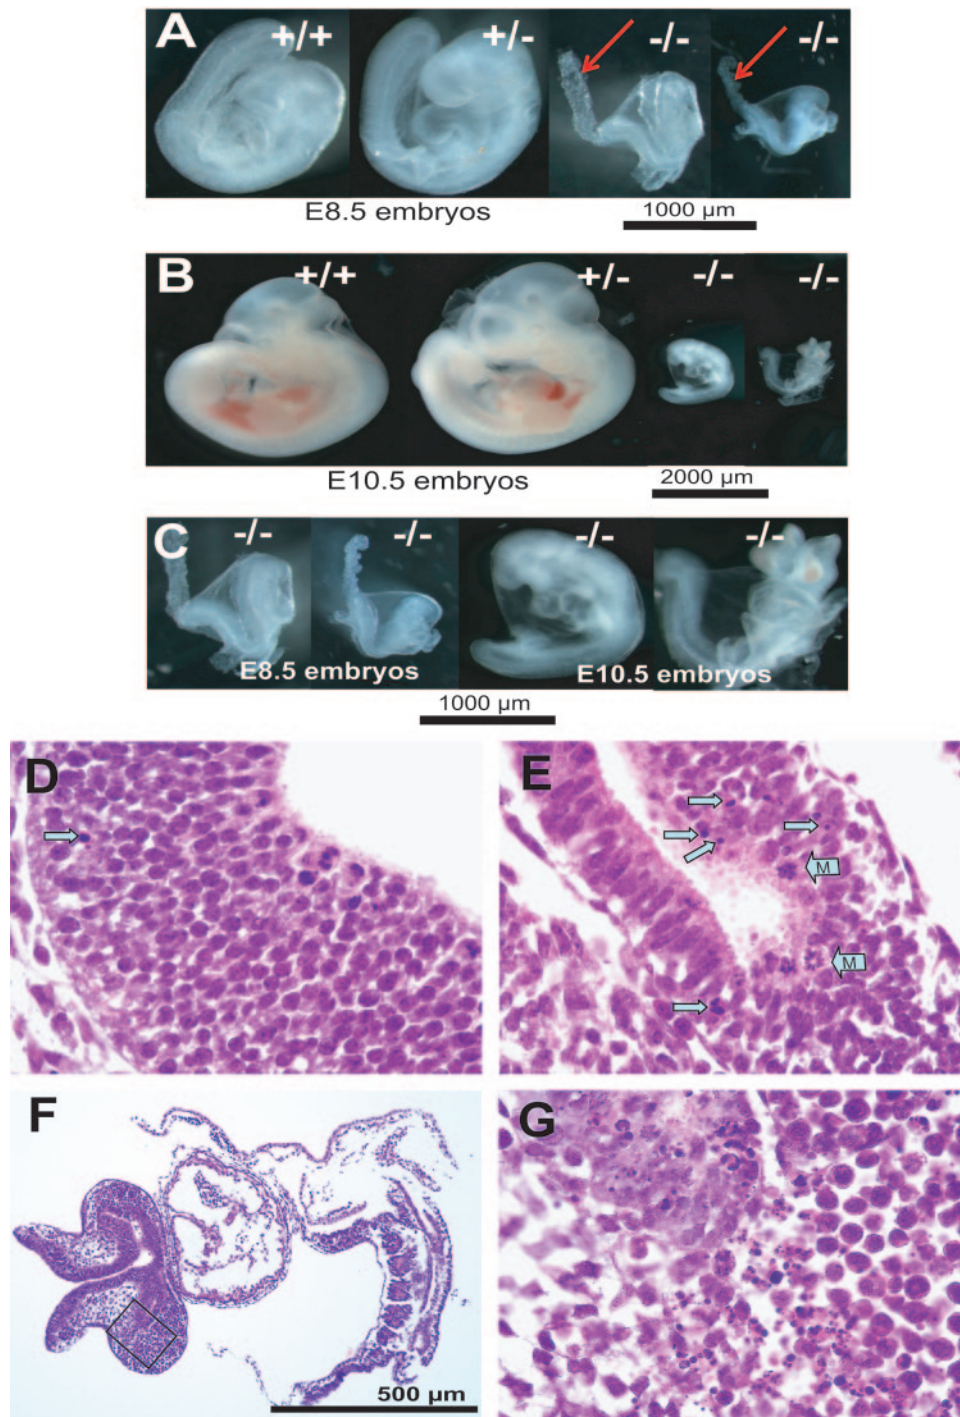 A +/+ +/- -/- -/-
E8.5 embryos 1000 µm
B +/+ +/- -/- -/-
E10.5 embryos 2000 µm
C -/- -/- -/- -/-
E8.5 embryos E10.5 embryos
1000 µm
D E
M
M
F G
500 µm